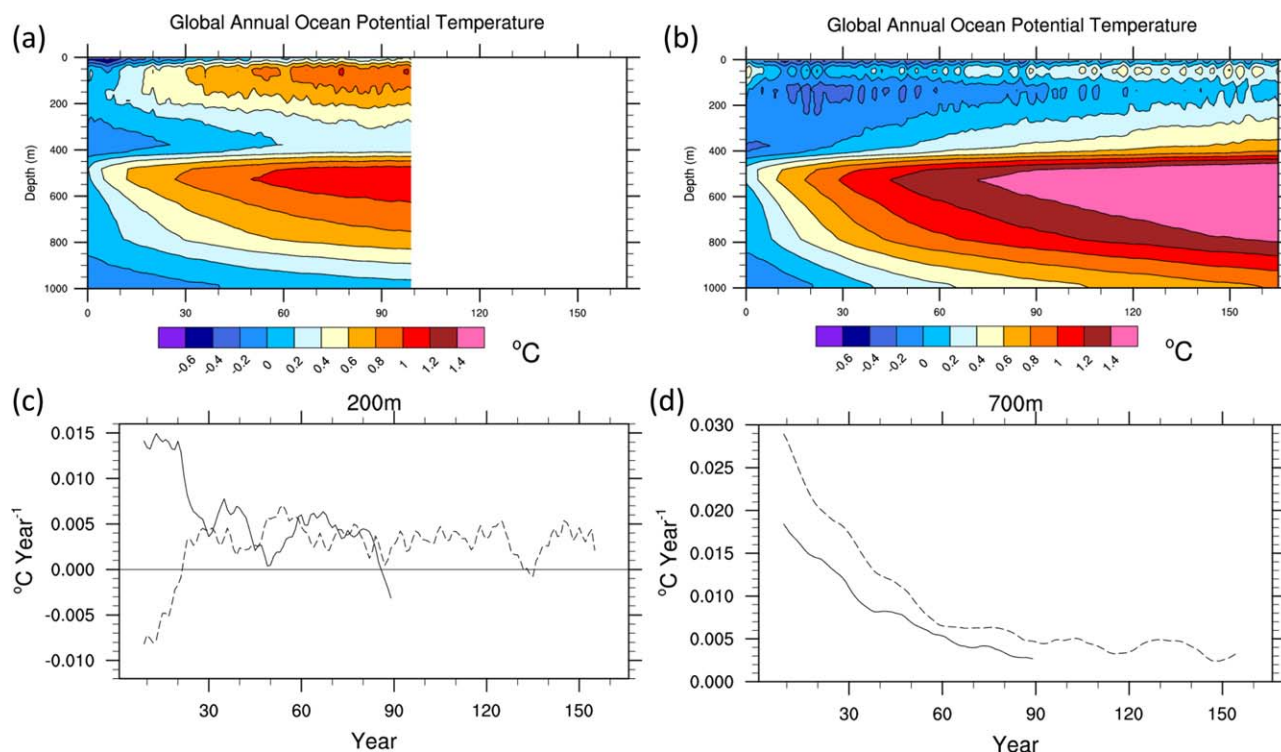 (a)
Global Annual Ocean Potential Temperature
Depth (m)
0
200
400
600
800
1000
0 30 60 90 120 150
-0.6 -0.4 -0.2 0 0.2 0.4 0.6 0.8 1 1.2 1.4
ºC
(b)
Global Annual Ocean Potential Temperature
Depth (m)
0
200
400
600
800
1000
0 30 60 90 120 150
-0.6 -0.4 -0.2 0 0.2 0.4 0.6 0.8 1 1.2 1.4
ºC
(c)
200m
ºC Year-1
0.015
0.010
0.005
0.000
-0.005
-0.010
30 60 90 120 150
Year
(d)
700m
ºC Year-1
0.030
0.025
0.020
0.015
0.010
0.005
0.000
30 60 90 120 150
Year